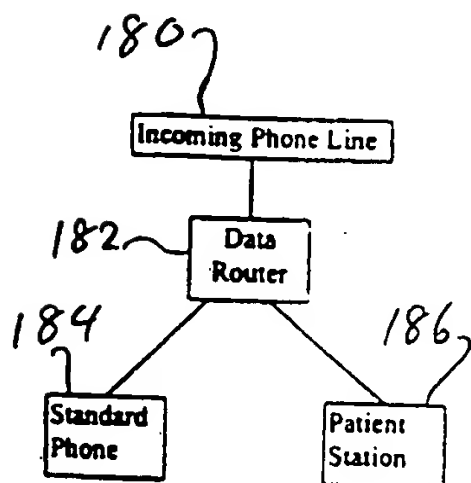 180
Incoming Phone Line
182
Data
Router
184
186
Standard
Phone
Patient
Station